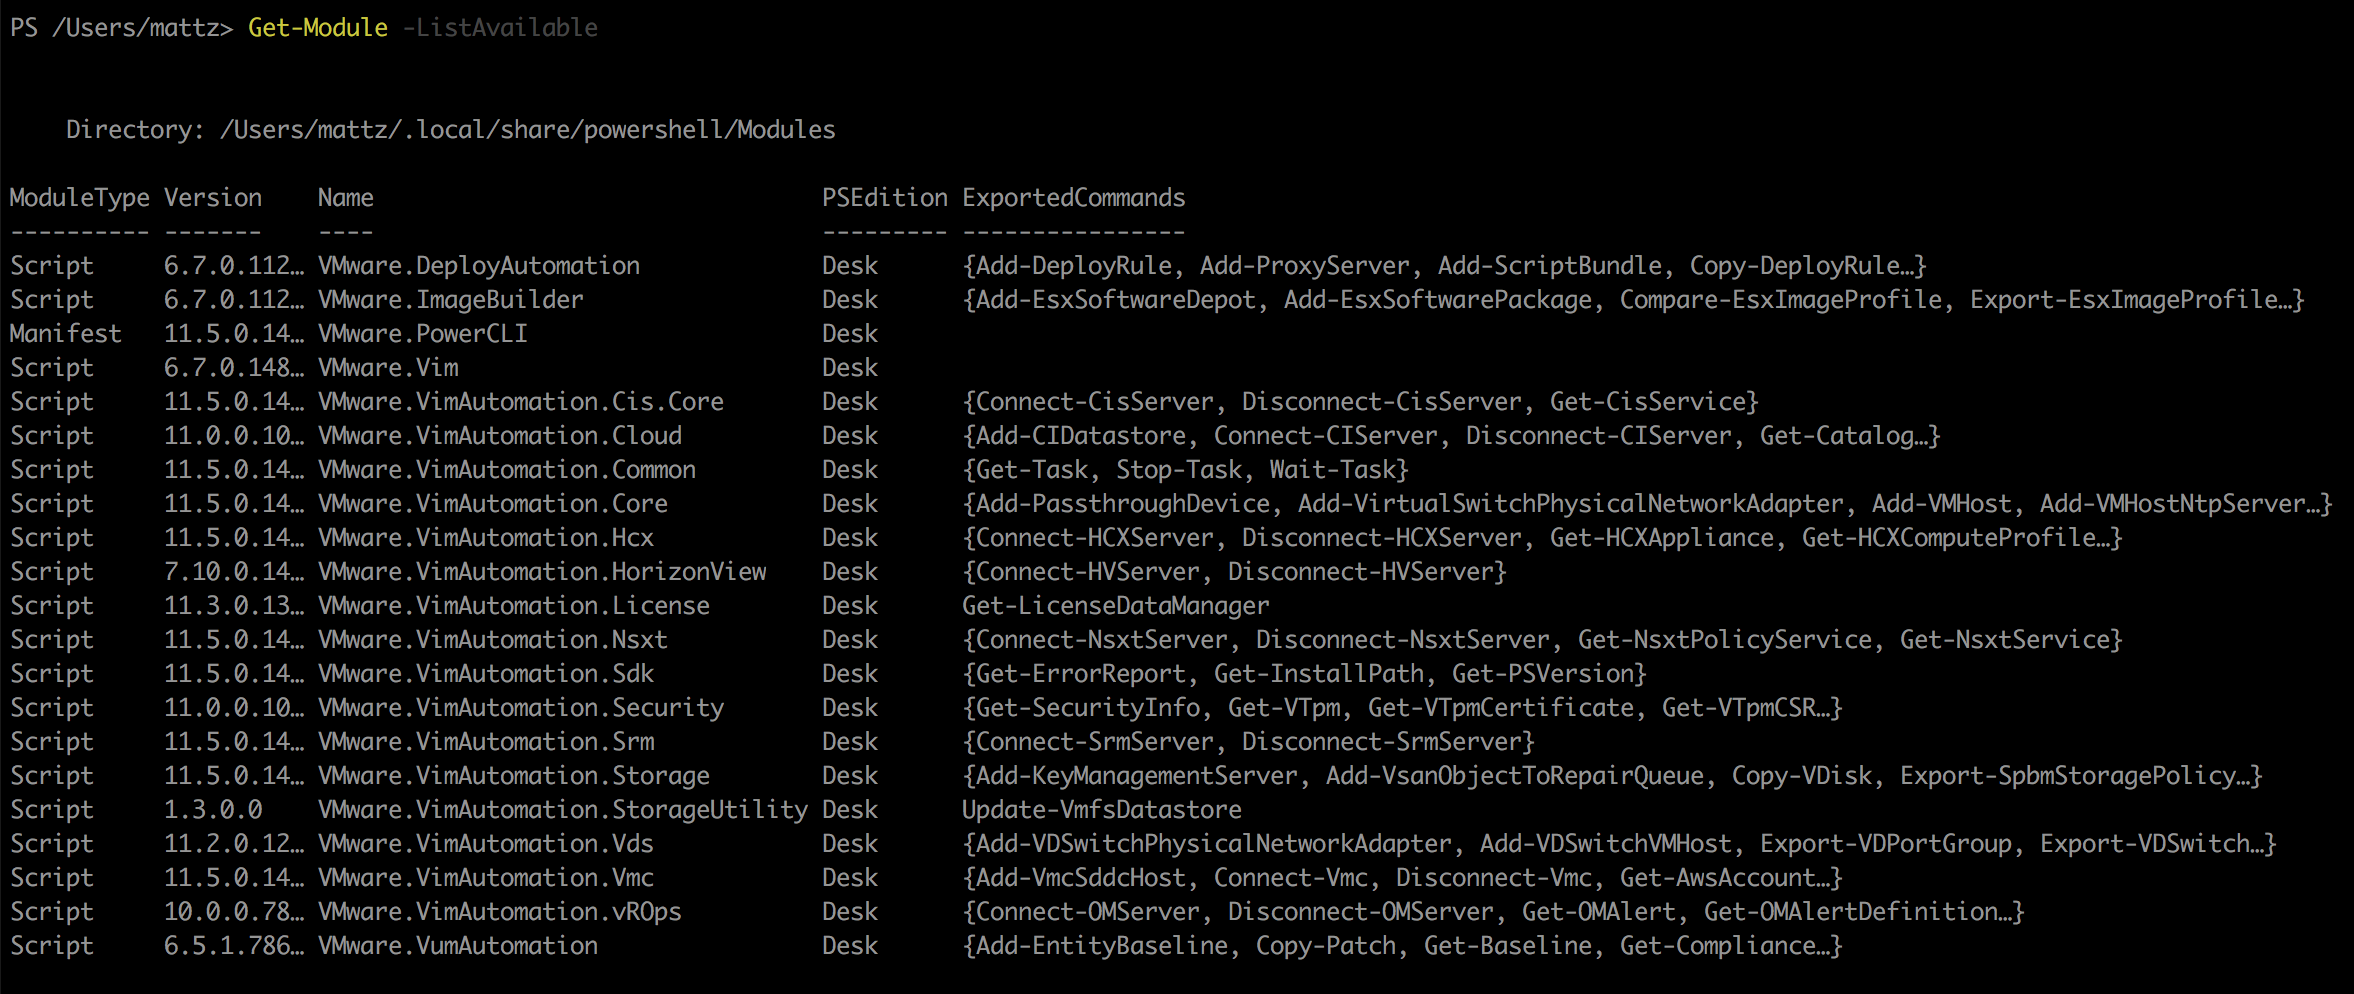 PS /Users/mattz> Get-Module -ListAvailable
Directory: /Users/mattz/.local/share/powershell/Modules
ModuleType Version    Name                                PSEdition ExportedCommands
---------- -------    ----                                --------- ----------------
Script     6.7.0.112… VMware.DeployAutomation             Desk      {Add-DeployRule, Add-ProxyServer, Add-ScriptBundle, Copy-DeployRule…}
Script     6.7.0.112… VMware.ImageBuilder                 Desk      {Add-EsxSoftwareDepot, Add-EsxSoftwarePackage, Compare-EsxImageProfile, Export-EsxImageProfile…}
Manifest   11.5.0.14… VMware.PowerCLI                     Desk
Script     6.7.0.148… VMware.Vim                          Desk
Script     11.5.0.14… VMware.VimAutomation.Cis.Core       Desk      {Connect-CisServer, Disconnect-CisServer, Get-CisService}
Script     11.0.0.10… VMware.VimAutomation.Cloud          Desk      {Add-CIDatastore, Connect-CIServer, Disconnect-CIServer, Get-Catalog…}
Script     11.5.0.14… VMware.VimAutomation.Common         Desk      {Get-Task, Stop-Task, Wait-Task}
Script     11.5.0.14… VMware.VimAutomation.Core           Desk      {Add-PassthroughDevice, Add-VirtualSwitchPhysicalNetworkAdapter, Add-VMHost, Add-VMHostNtpServer…}
Script     11.5.0.14… VMware.VimAutomation.Hcx            Desk      {Connect-HCXServer, Disconnect-HCXServer, Get-HCXAppliance, Get-HCXComputeProfile…}
Script     7.10.0.14… VMware.VimAutomation.HorizonView    Desk      {Connect-HVServer, Disconnect-HVServer}
Script     11.3.0.13… VMware.VimAutomation.License        Desk      Get-LicenseDataManager
Script     11.5.0.14… VMware.VimAutomation.Nsxt           Desk      {Connect-NsxtServer, Disconnect-NsxtServer, Get-NsxtPolicyService, Get-NsxtService}
Script     11.5.0.14… VMware.VimAutomation.Sdk            Desk      {Get-ErrorReport, Get-InstallPath, Get-PSVersion}
Script     11.0.0.10… VMware.VimAutomation.Security       Desk      {Get-SecurityInfo, Get-VTpm, Get-VTpmCertificate, Get-VTpmCSR…}
Script     11.5.0.14… VMware.VimAutomation.Srm            Desk      {Connect-SrmServer, Disconnect-SrmServer}
Script     11.5.0.14… VMware.VimAutomation.Storage        Desk      {Add-KeyManagementServer, Add-VsanObjectToRepairQueue, Copy-VDisk, Export-SpbmStoragePolicy…}
Script     1.3.0.0    VMware.VimAutomation.StorageUtility Desk      Update-VmfsDatastore
Script     11.2.0.12… VMware.VimAutomation.Vds            Desk      {Add-VDSwitchPhysicalNetworkAdapter, Add-VDSwitchVMHost, Export-VDPortGroup, Export-VDSwitch…}
Script     11.5.0.14… VMware.VimAutomation.Vmc            Desk      {Add-VmcSddcHost, Connect-Vmc, Disconnect-Vmc, Get-AwsAccount…}
Script     10.0.0.78… VMware.VimAutomation.vROps          Desk      {Connect-OMServer, Disconnect-OMServer, Get-OMAlert, Get-OMAlertDefinition…}
Script     6.5.1.786… VMware.VumAutomation                Desk      {Add-EntityBaseline, Copy-Patch, Get-Baseline, Get-Compliance…}